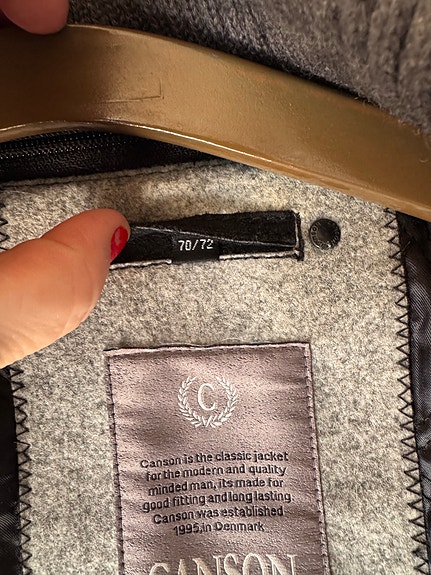 70/72
C
Canson is the classic jacket
for the modern and quality
minded man, its made for
good fitting and long lasting.
Canson was established
1995,in Denmark
CANSON